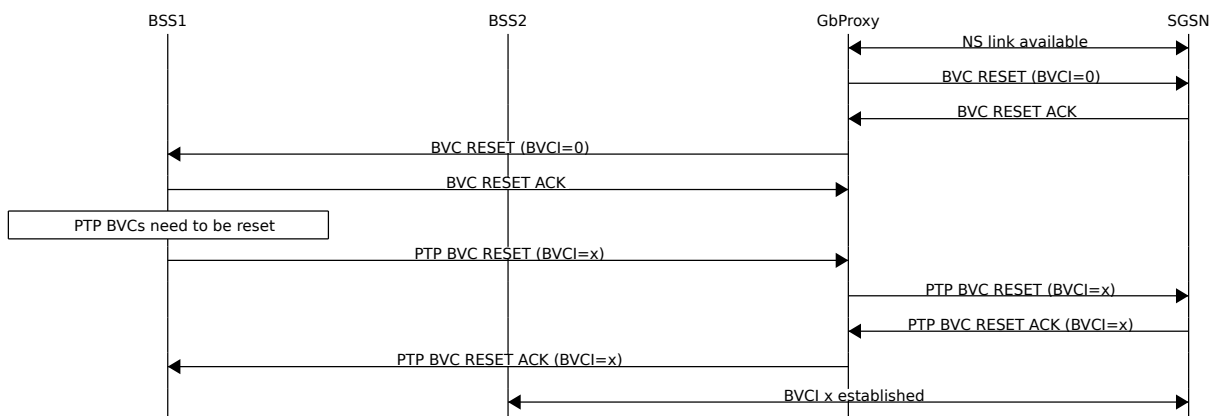 BSS1 BSS2 GbProxy SGSN
NS link available
BVC RESET (BVCI=0)
BVC RESET ACK
BVC RESET (BVCI=0)
BVC RESET ACK
PTP BVCs need to be reset
PTP BVC RESET (BVCI=x)
PTP BVC RESET (BVCI=x)
PTP BVC RESET ACK (BVCI=x)
PTP BVC RESET ACK (BVCI=x)
BVCI x established